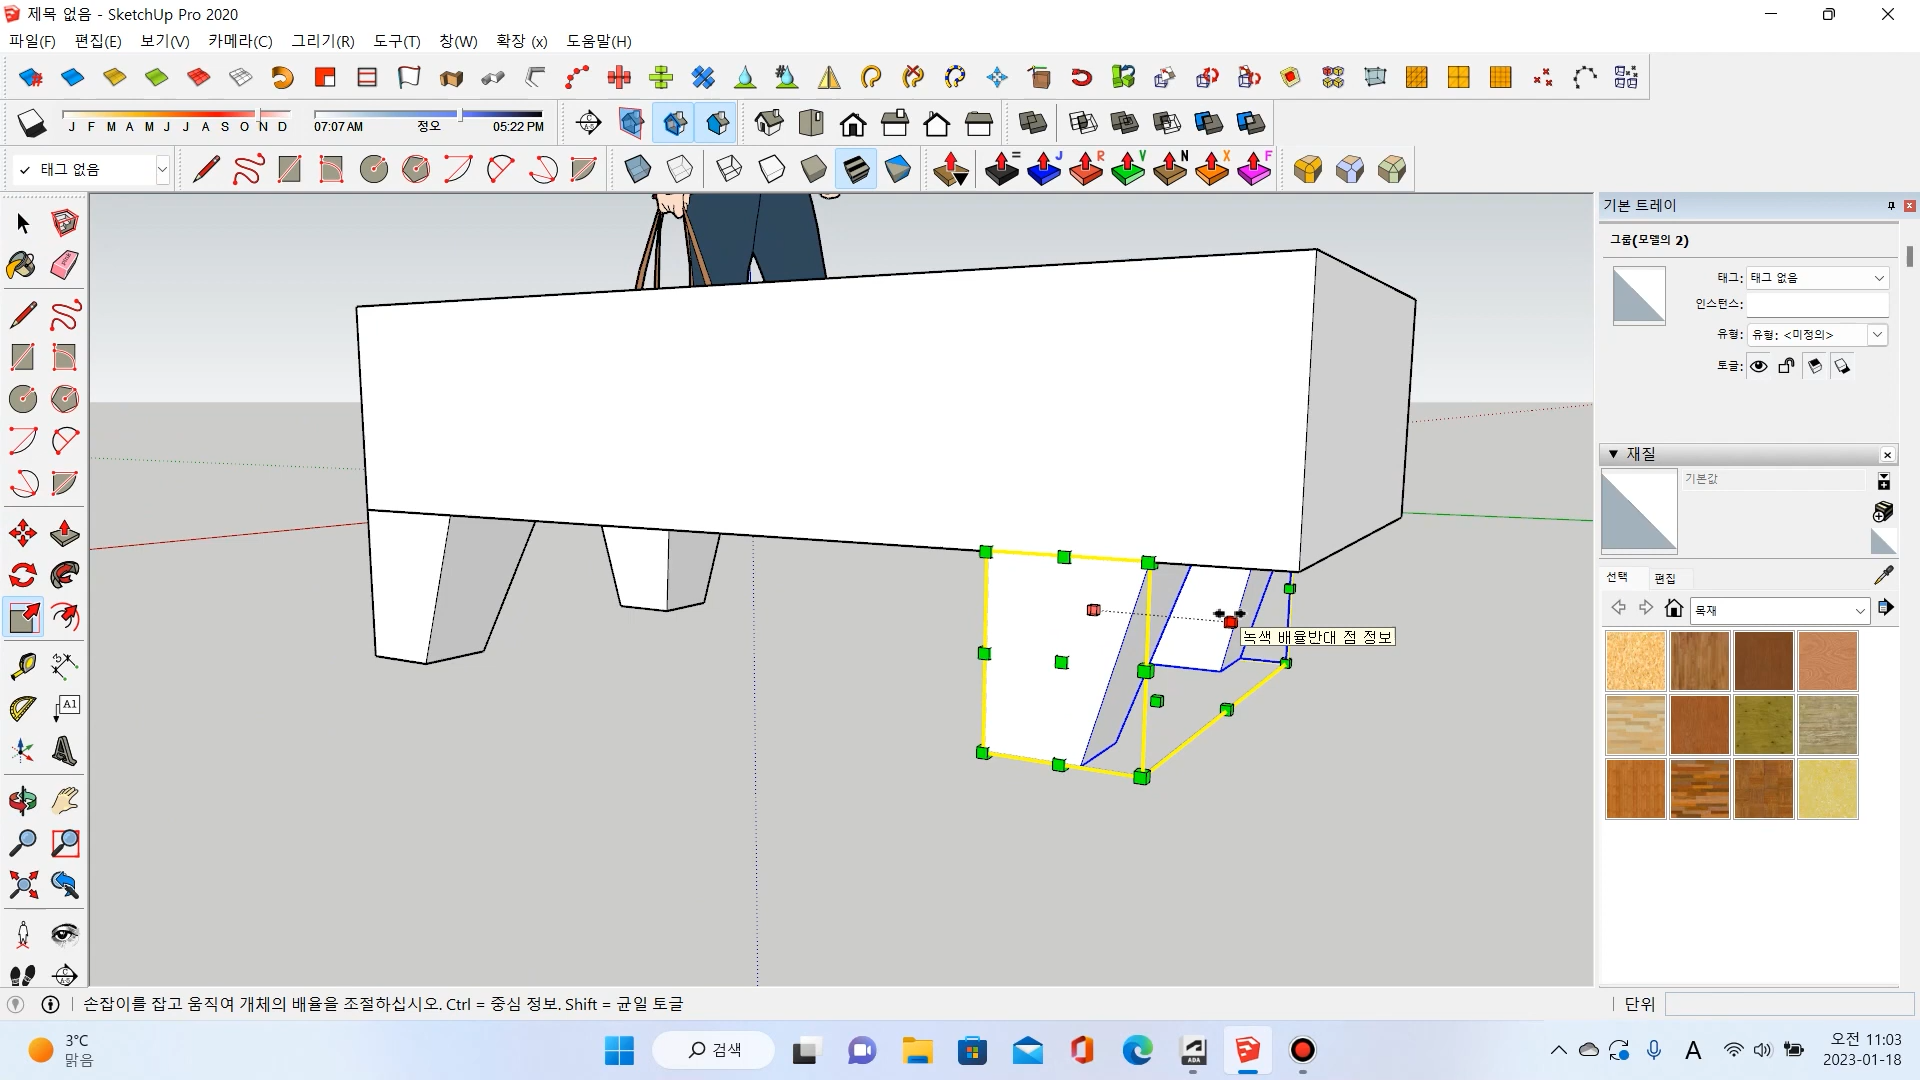 제목 없음 - SketchUp Pro 2020
파일(F) 편집(E) 보기(V) 카메라(C) 그리기(R) 도구(T) 창(W) 확장 (x) 도움말(H)
J F M A M J J A S O N D
07:07 AM 정오 05:22 PM
✓ 태그 없음
= J R V N X F
기본 트레이
그룹(모델의 2)
태그: 태그 없음
인스턴스:
유형: 유형: <미정의>
토글:
▼ 재질
기본값
선택 편집
목재
녹색 배율반대 점 정보
A1
손잡이를 잡고 움직여 개체의 배율을 조절하십시오. Ctrl = 중심 정보. Shift = 균일 토글
단위
3°C
맑음
검색
A
오전 11:03
2023-01-18